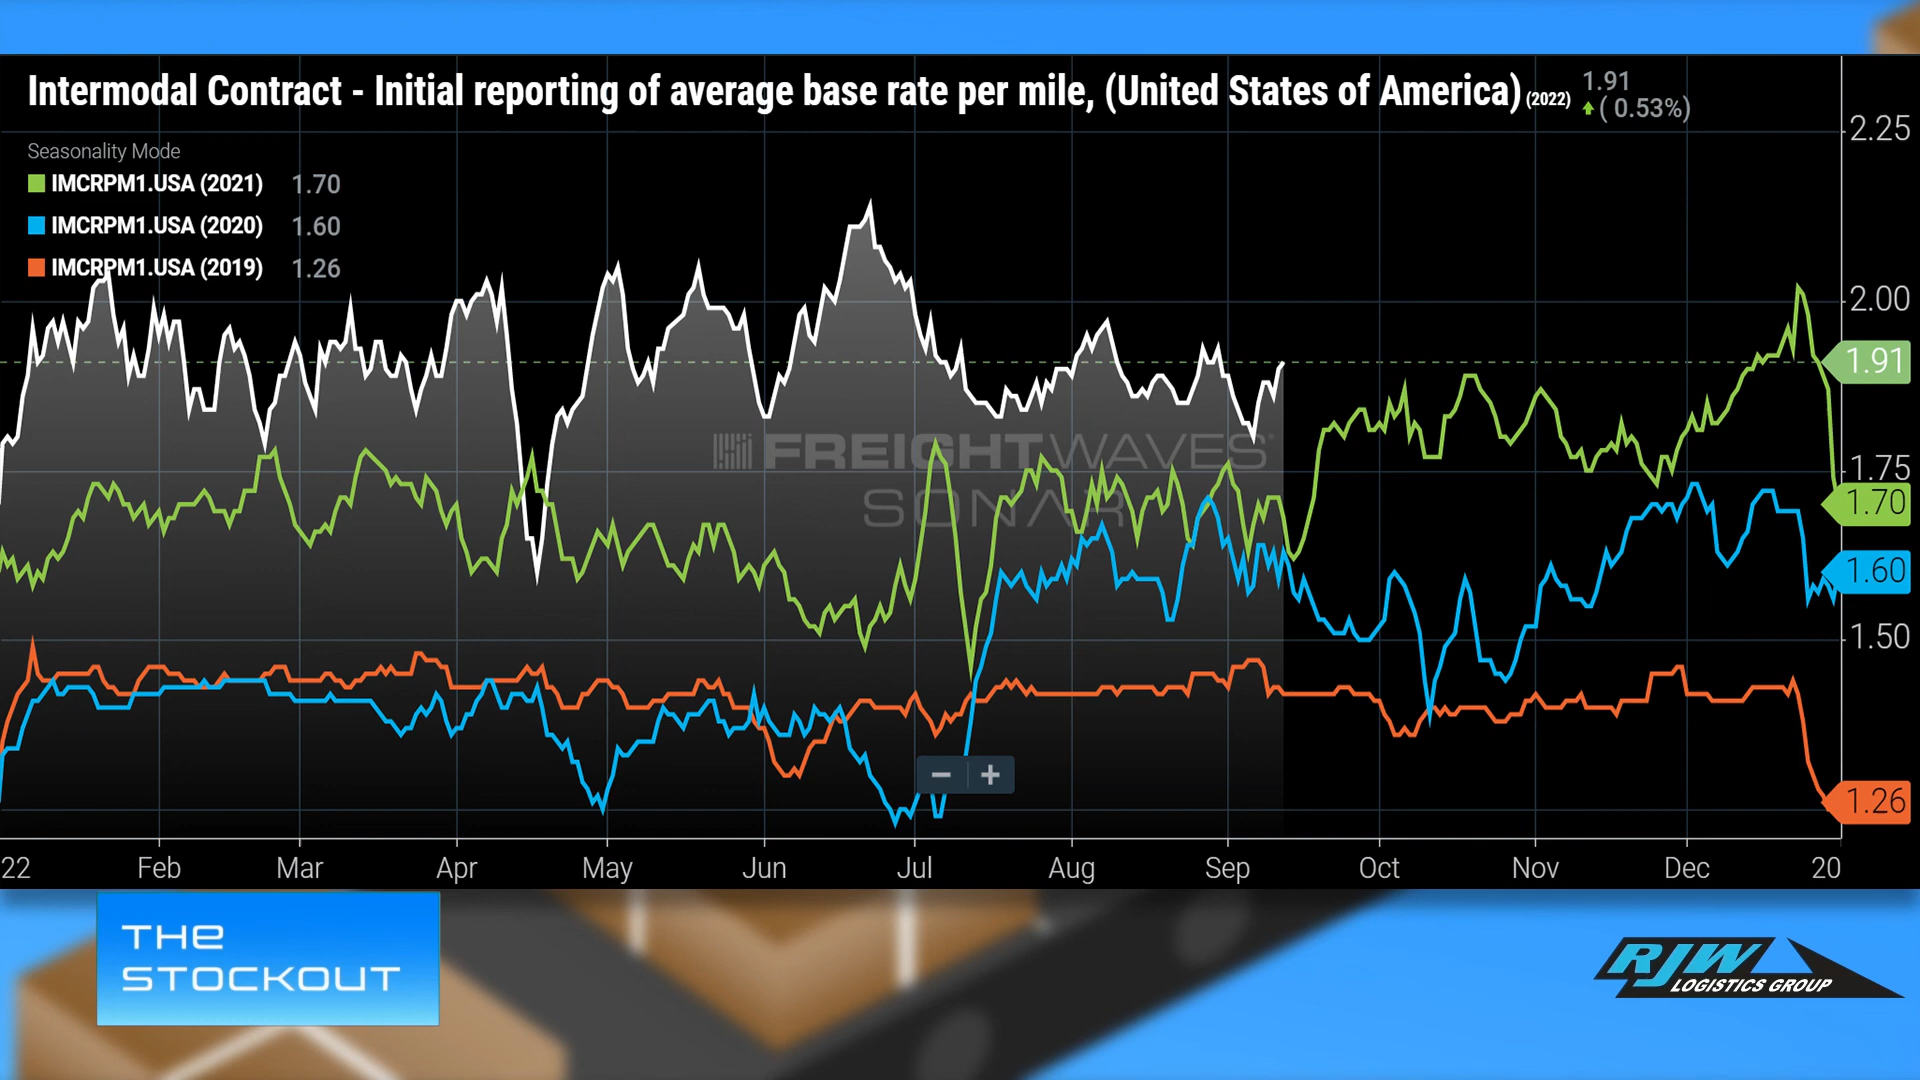 Intermodal Contract - Initial reporting of average base rate per mile, (United States of America) (2022) 1.91
( 0.53%)
Seasonality Mode
IMCRPM1.USA (2021) 1.70
IMCRPM1.USA (2020) 1.60
IMCRPM1.USA (2019) 1.26
2.25
2.00
1.91
1.75
1.70
1.60
1.50
1.26
FREIGHTWAVES
SONAR
− +
22 Feb Mar Apr May Jun Jul Aug Sep Oct Nov Dec 20
THE
STOCKOUT
RJW
LOGISTICS GROUP